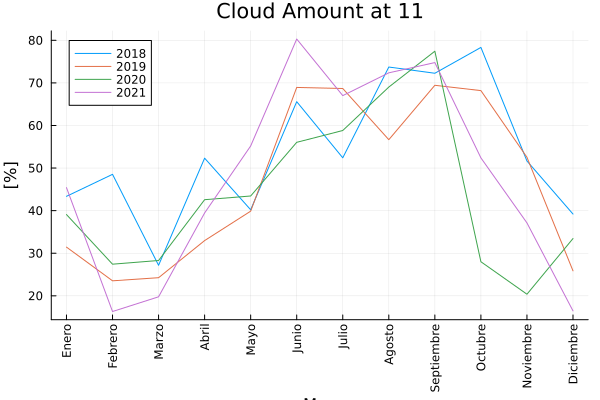 Cloud Amount at 11
80
70
60
50
40
30
20
[%]
2018
2019
2020
2021
Enero
Febrero
Marzo
Abril
Mayo
Junio
Julio
Agosto
Septiembre
Octubre
Noviembre
Diciembre